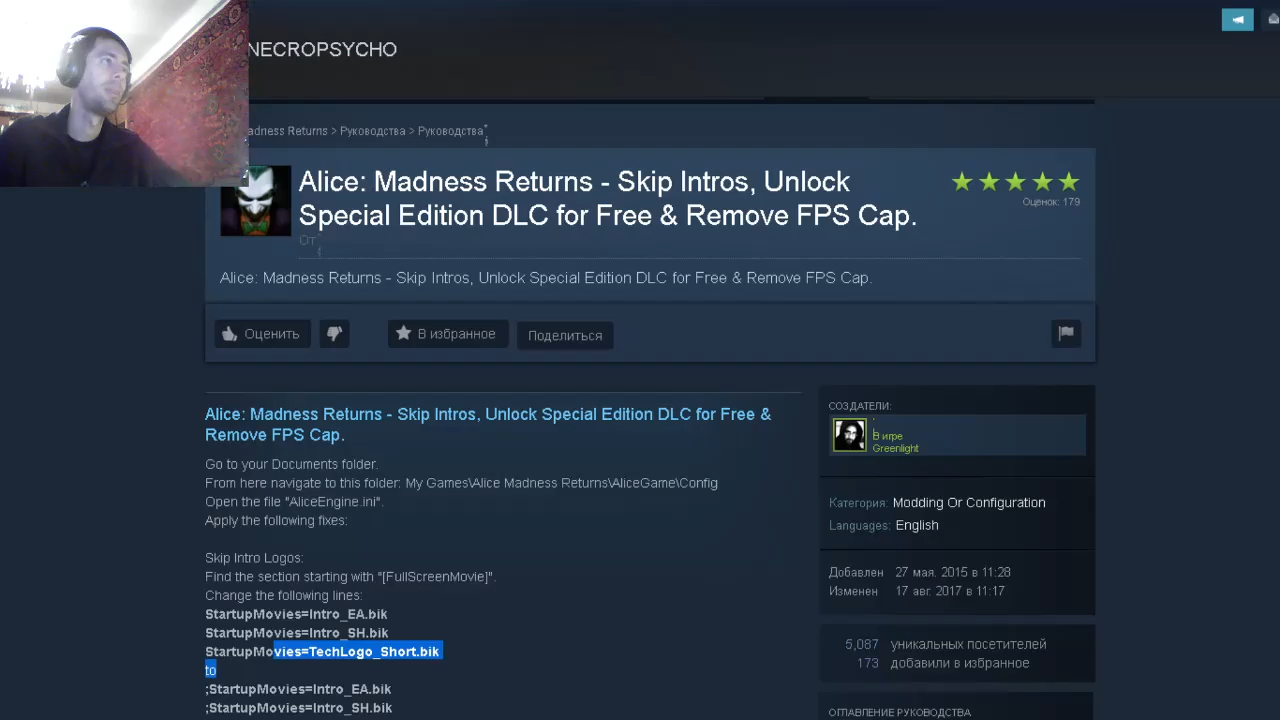 NECROPSYCHO
adness Returns > Руководства > Руководства
Alice: Madness Returns - Skip Intros, Unlock
Special Edition DLC for Free & Remove FPS Cap.
Оценок: 179
От
Alice: Madness Returns - Skip Intros, Unlock Special Edition DLC for Free & Remove FPS Cap.
Оценить
В избранное
Поделиться
Alice: Madness Returns - Skip Intros, Unlock Special Edition DLC for Free &
Remove FPS Cap.
Go to your Documents folder.
From here navigate to this folder: My Games\Alice Madness Returns\AliceGame\Config
Open the file "AliceEngine.ini".
Apply the following fixes:
Skip Intro Logos:
Find the section starting with "[FullScreenMovie]".
Change the following lines:
StartupMovies=Intro_EA.bik
StartupMovies=Intro_SH.bik
StartupMovies=TechLogo_Short.bik
to
;StartupMovies=Intro_EA.bik
;StartupMovies=Intro_SH.bik
СОЗДАТЕЛИ:
В игре
Greenlight
Категория: Modding Or Configuration
Languages: English
Добавлен 27 мая. 2015 в 11:28
Изменен 17 авг. 2017 в 11:17
5,087 уникальных посетителей
173 добавили в избранное
ОГЛАВЛЕНИЕ РУКОВОДСТВА